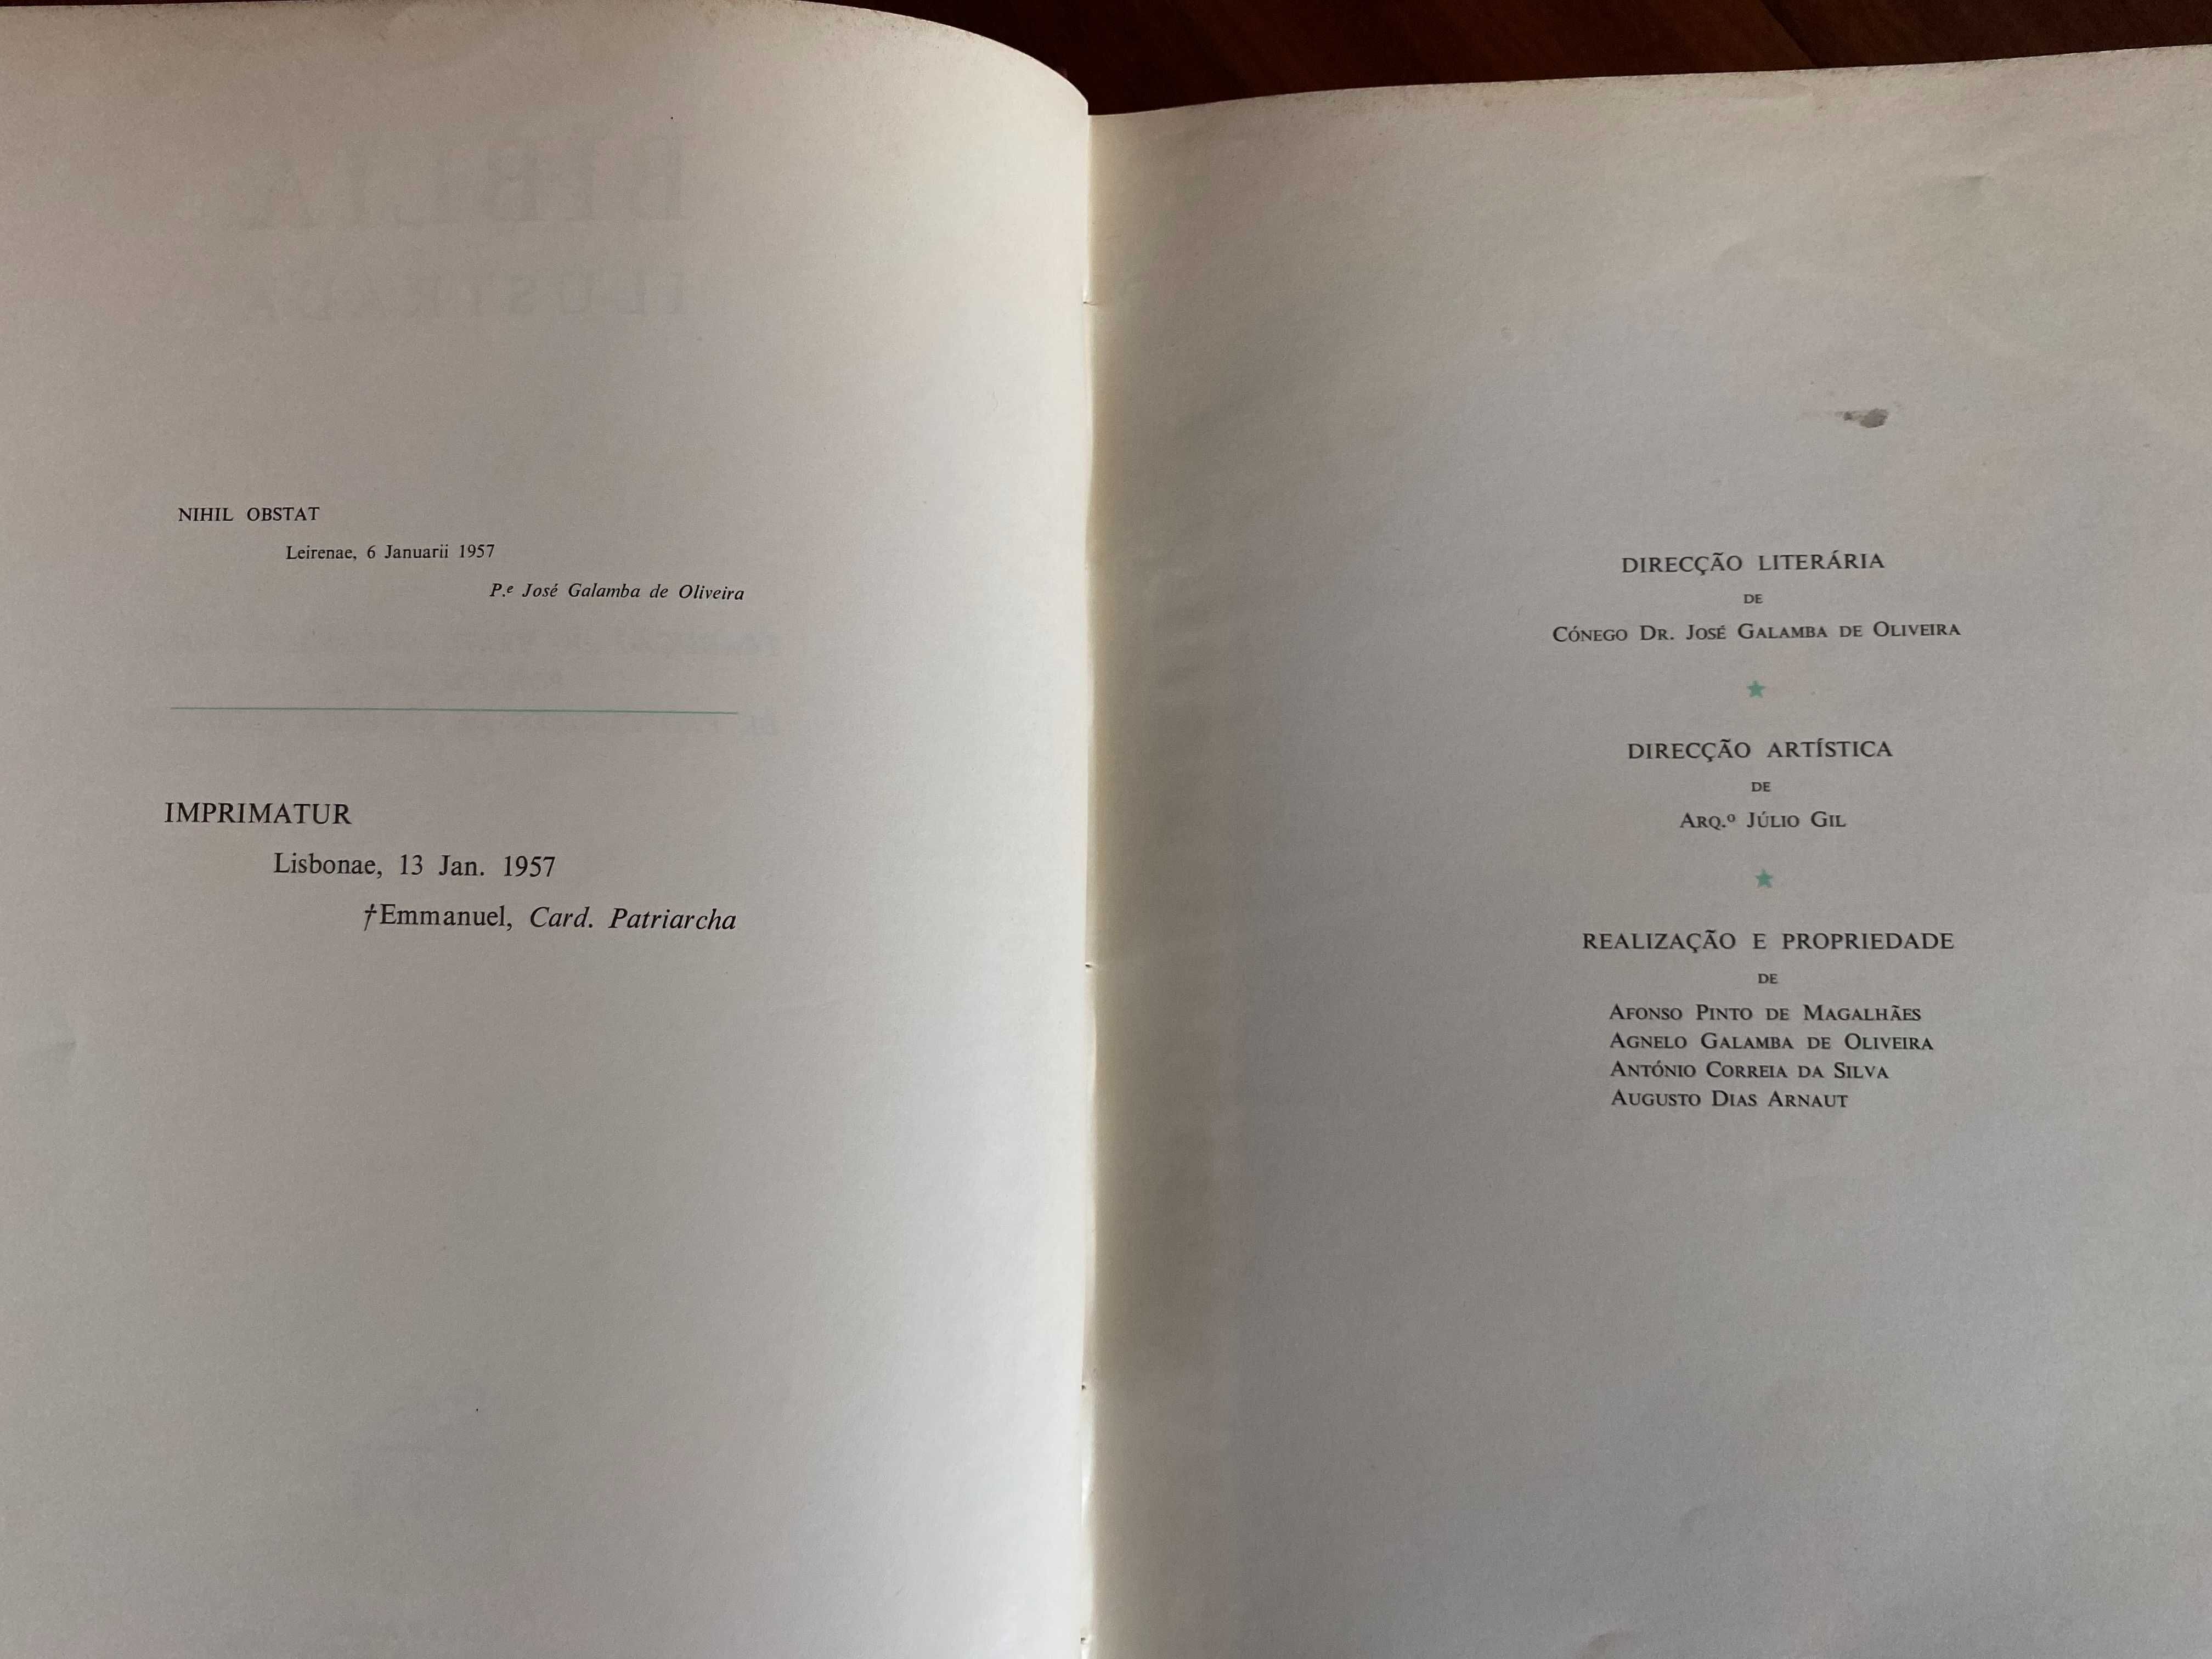 BIBLIA
ILUSTRADA
NIHIL OBSTAT
Leirenae, 6 Januarii 1957
P.e José Galamba de Oliveira
IMPRIMATUR
Lisbonae, 13 Jan. 1957
†Emmanuel, Card. Patriarcha
DIRECÇÃO LITERÁRIA
DE
CÓNEGO DR. JOSÉ GALAMBA DE OLIVEIRA
DIRECÇÃO ARTÍSTICA
DE
ARQ.º JÚLIO GIL
REALIZAÇÃO E PROPRIEDADE
DE
AFONSO PINTO DE MAGALHÃES
AGNELO GALAMBA DE OLIVEIRA
ANTÓNIO CORREIA DA SILVA
AUGUSTO DIAS ARNAUT